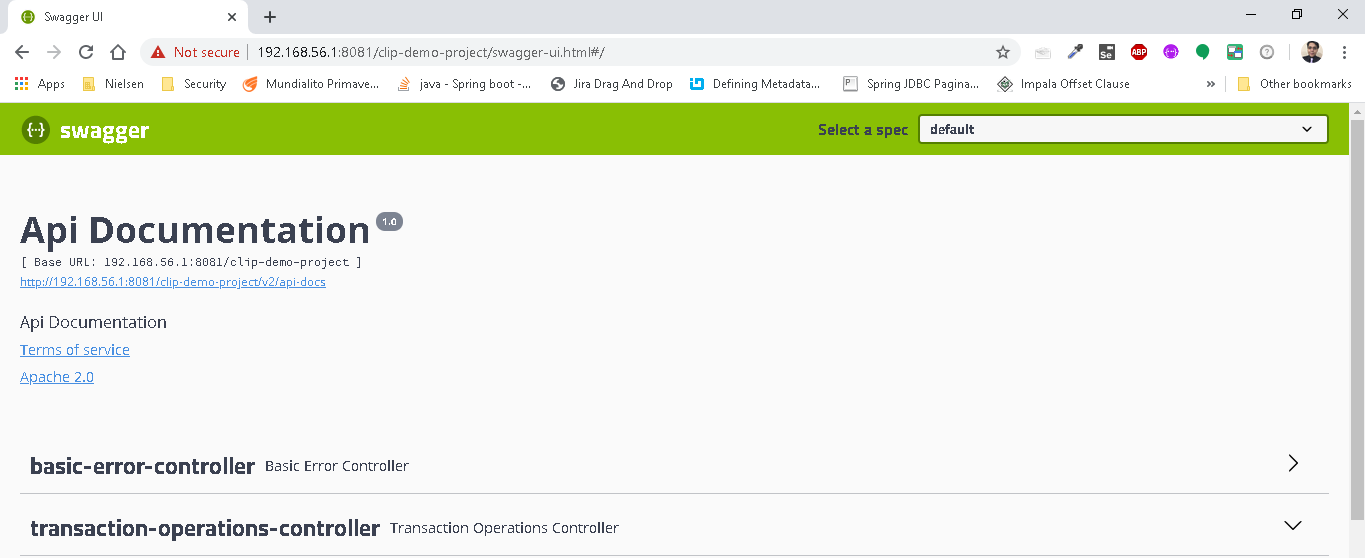 Swagger UI
Not secure 192.168.56.1:8081/clip-demo-project/swagger-ui.html#/
Se ABP
Apps Nielsen Security Mundialito Primave... java - Spring boot -... Jira Drag And Drop Defining Metadata... P Spring JDBC Pagina... Impala Offset Clause » Other bookmarks
{··} swagger Select a spec default
Api Documentation 1.0
[ Base URL: 192.168.56.1:8081/clip-demo-project ]
http://192.168.56.1:8081/clip-demo-project/v2/api-docs
Api Documentation
Terms of service
Apache 2.0
basic-error-controller Basic Error Controller
transaction-operations-controller Transaction Operations Controller